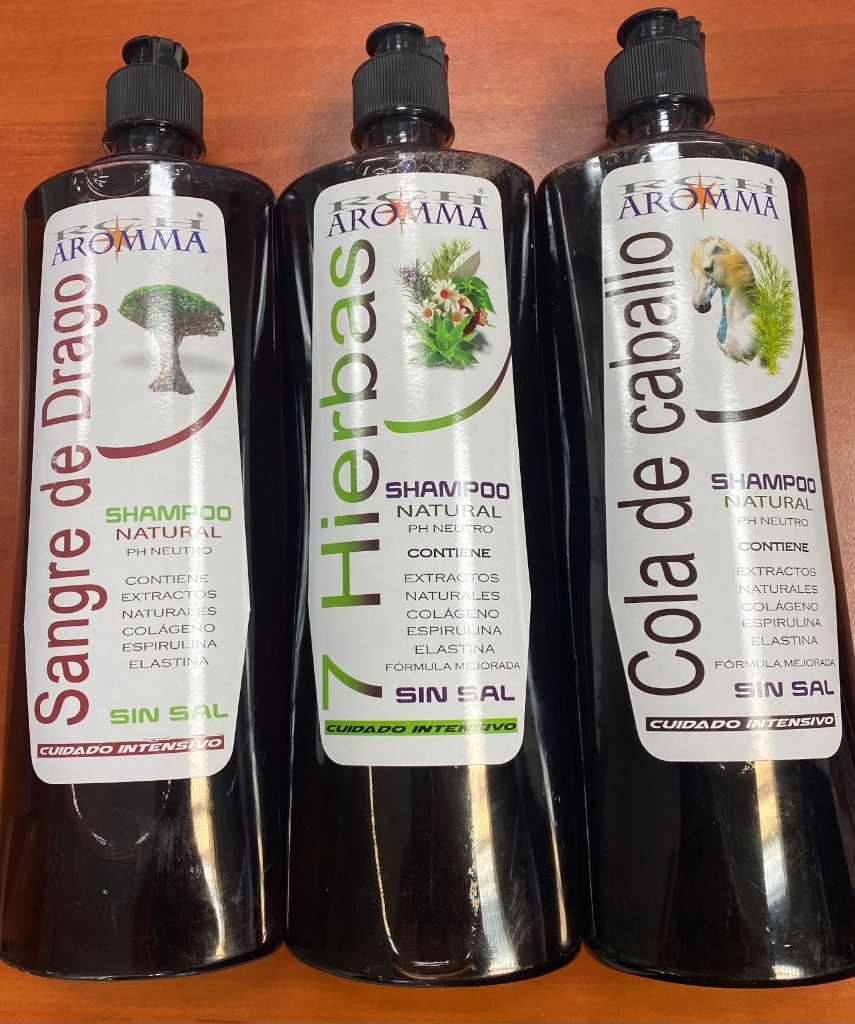 RCH
AROMMA
®
Sangre de Drago
SHAMPOO
NATURAL
PH NEUTRO
CONTIENE
EXTRACTOS
NATURALES
COLÁGENO
ESPIRULINA
ELASTINA
SIN SAL
CUIDADO INTENSIVO
RCH
AROMMA
®
7 Hierbas
SHAMPOO
NATURAL
PH NEUTRO
CONTIENE
EXTRACTOS
NATURALES
COLÁGENO
ESPIRULINA
ELASTINA
FÓRMULA MEJORADA
SIN SAL
CUIDADO INTENSIVO
RCH
AROMMA
®
Cola de caballo
SHAMPOO
NATURAL
PH NEUTRO
CONTIENE
EXTRACTOS
NATURALES
COLÁGENO
ESPIRULINA
ELASTINA
FÓRMULA MEJORADA
SIN SAL
CUIDADO INTENSIVO